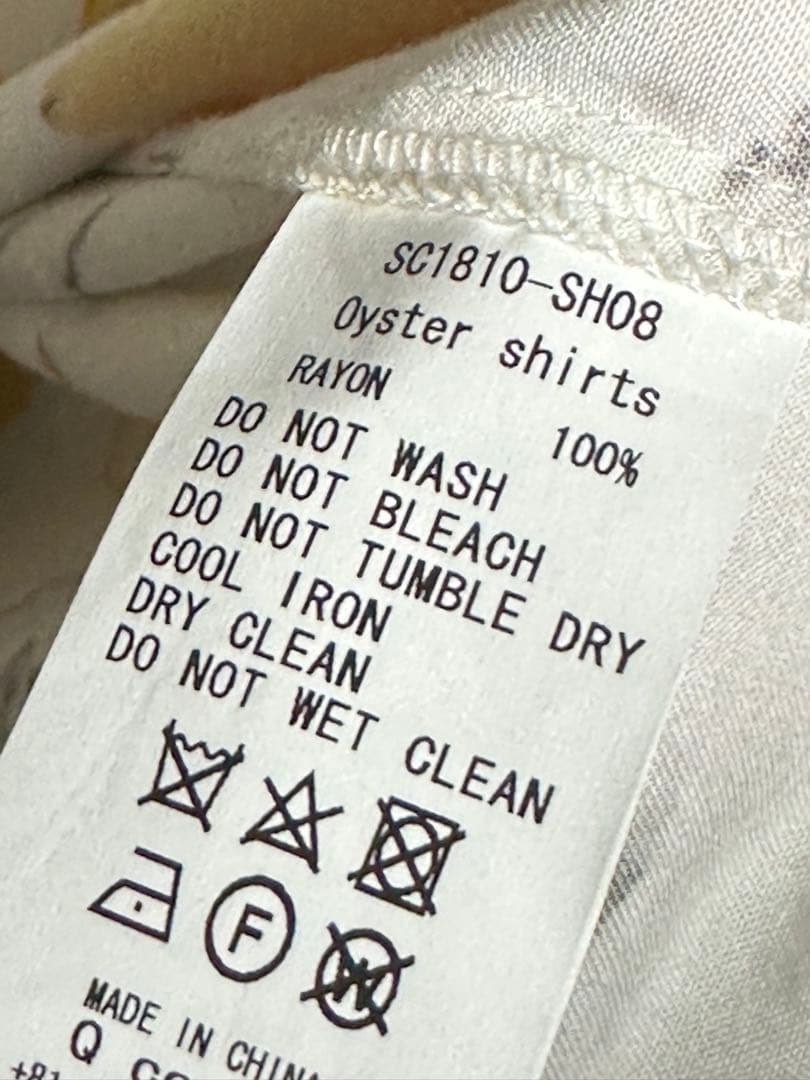 SC1810-SH08
Oyster shirts
RAYON 100%
DO NOT WASH
DO NOT BLEACH
DO NOT TUMBLE DRY
COOL IRON
DRY CLEAN
DO NOT WET CLEAN
F W
MADE IN CHINA
Q
+81